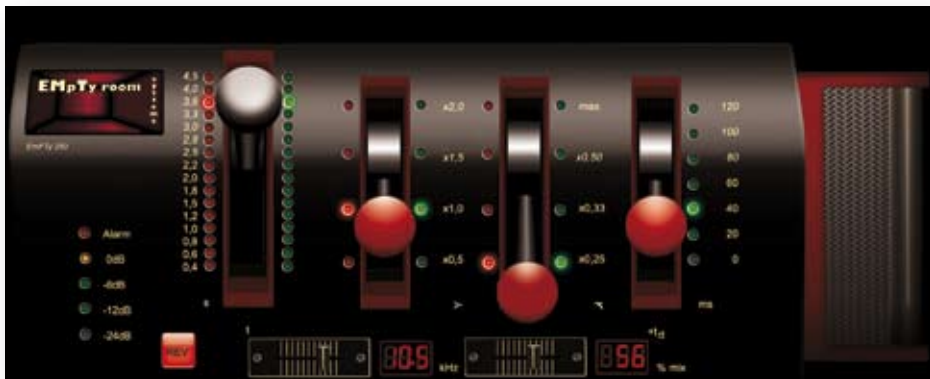 EMpTy room
4,5
4,0
3,6
3,3
3,0
2,8
2,5
2,2
2,0
1,8
1,5
1,2
1,0
0,8
0,6
0,4
s
x2,0
x1,5
x1,0
x0,5
max
x0,50
x0,33
x0,25
120
100
80
60
40
20
0
ms
Alarm
0dB
-6dB
-12dB
-24dB
REV
10.5
kHz
56
% mix